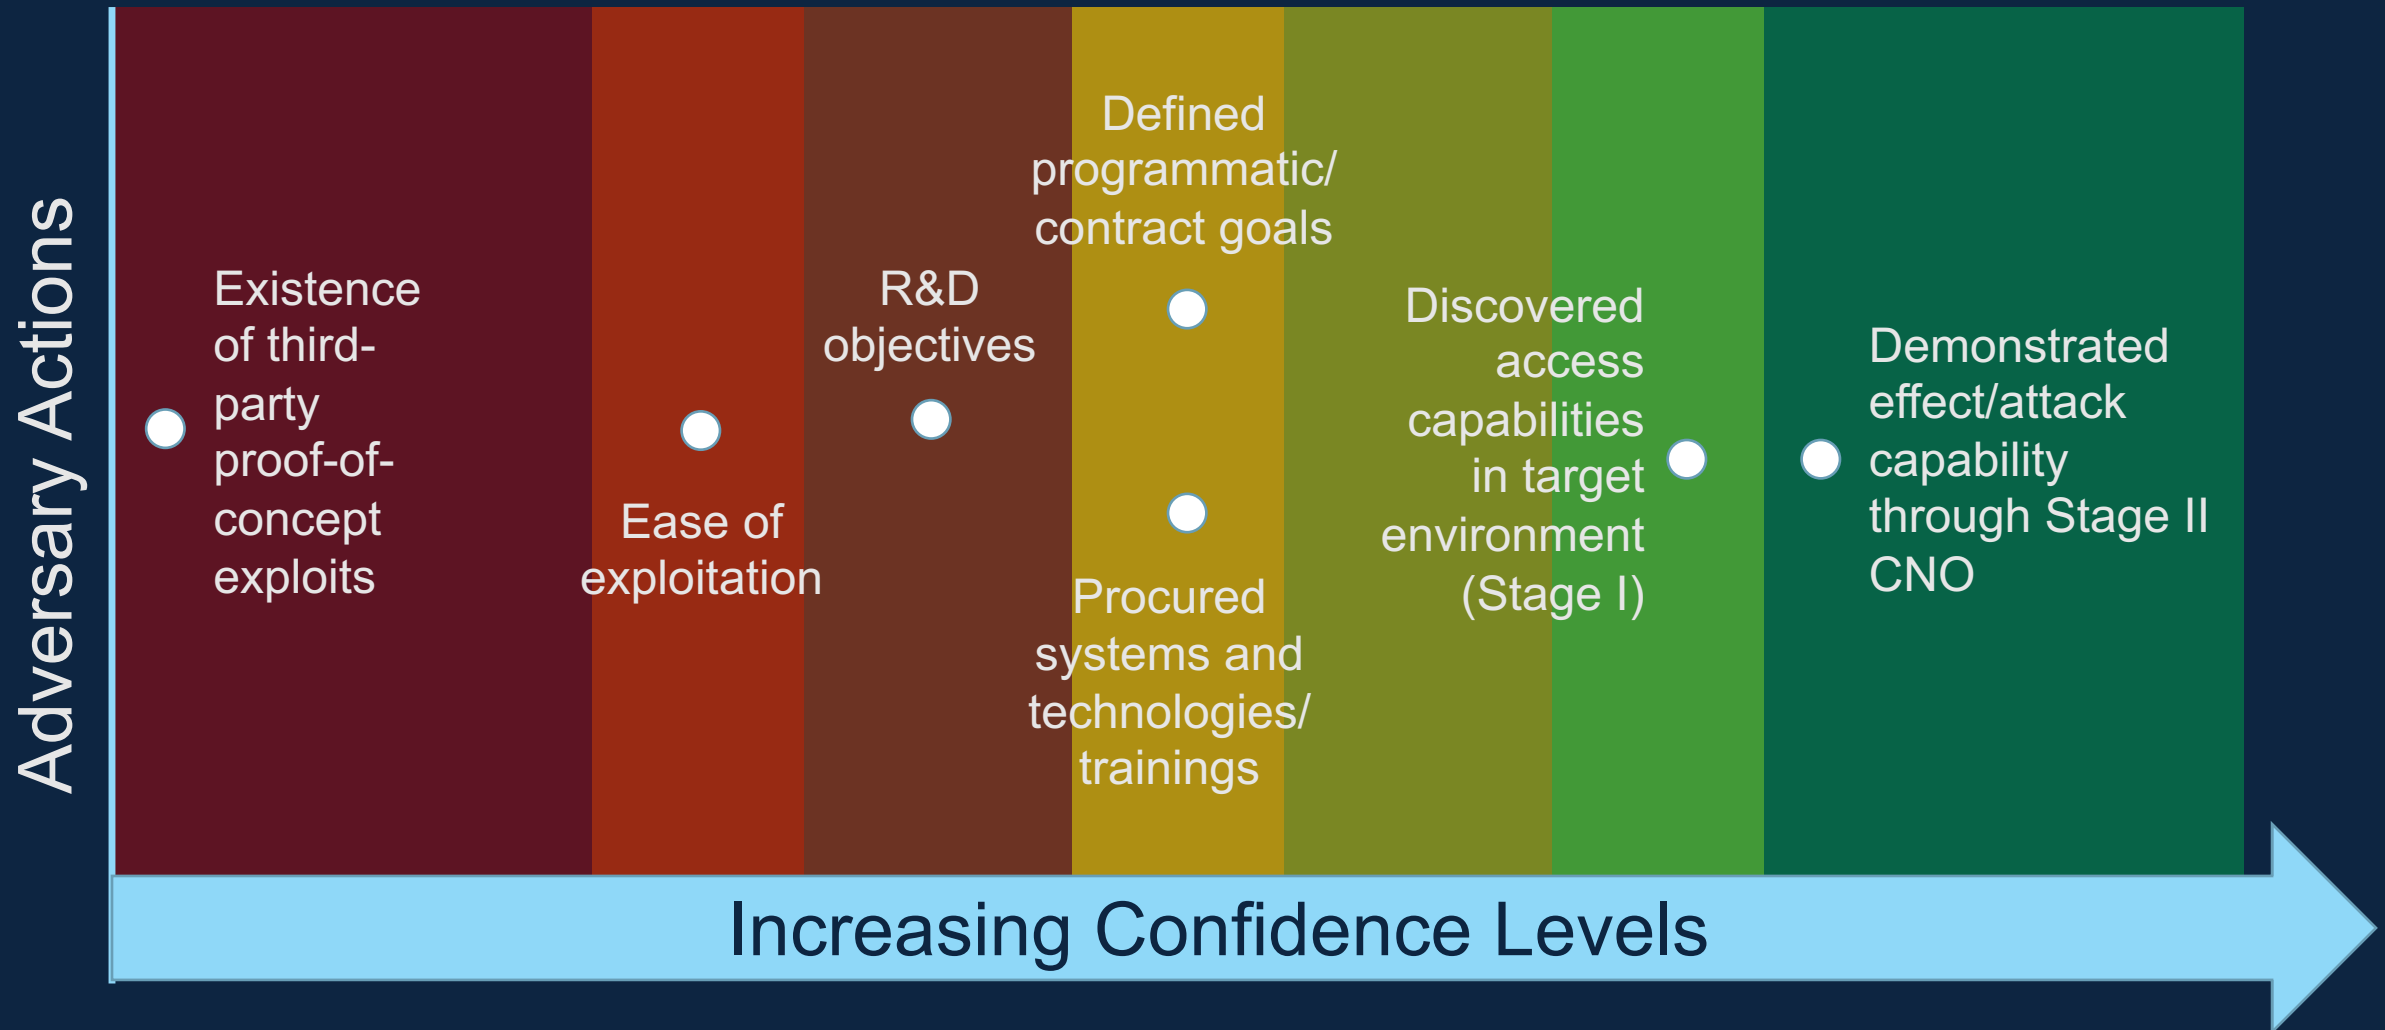 Adversary Actions
Existence
of third-
party
proof-of-
concept
exploits
Ease of
exploitation
R&D
objectives
Defined
programmatic/
contract goals
Procured
systems and
technologies/
trainings
Discovered
access
capabilities
in target
environment
(Stage I)
Demonstrated
effect/attack
capability
through Stage II
CNO
Increasing Confidence Levels